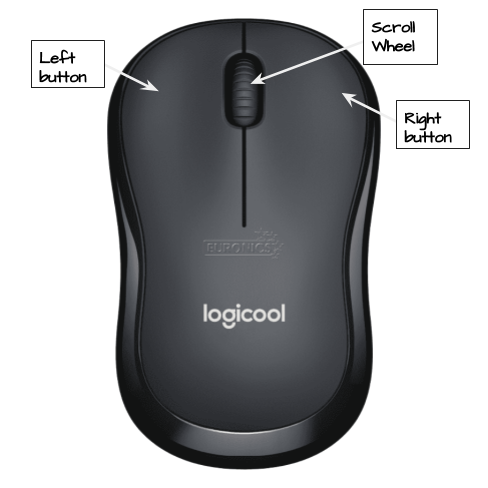 Scroll
Wheel
Left
button
Right
button
EURONICS
logicool